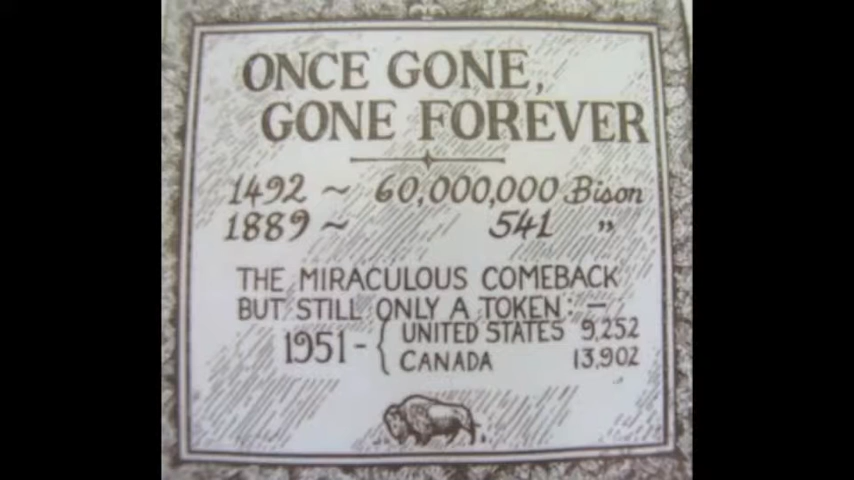 ONCE GONE,
GONE FOREVER
1492 ~ 60,000,000 Bison
1889 ~ 541 "
THE MIRACULOUS COMEBACK
BUT STILL ONLY A TOKEN: —
1951 - { UNITED STATES 9,252
CANADA 13,902